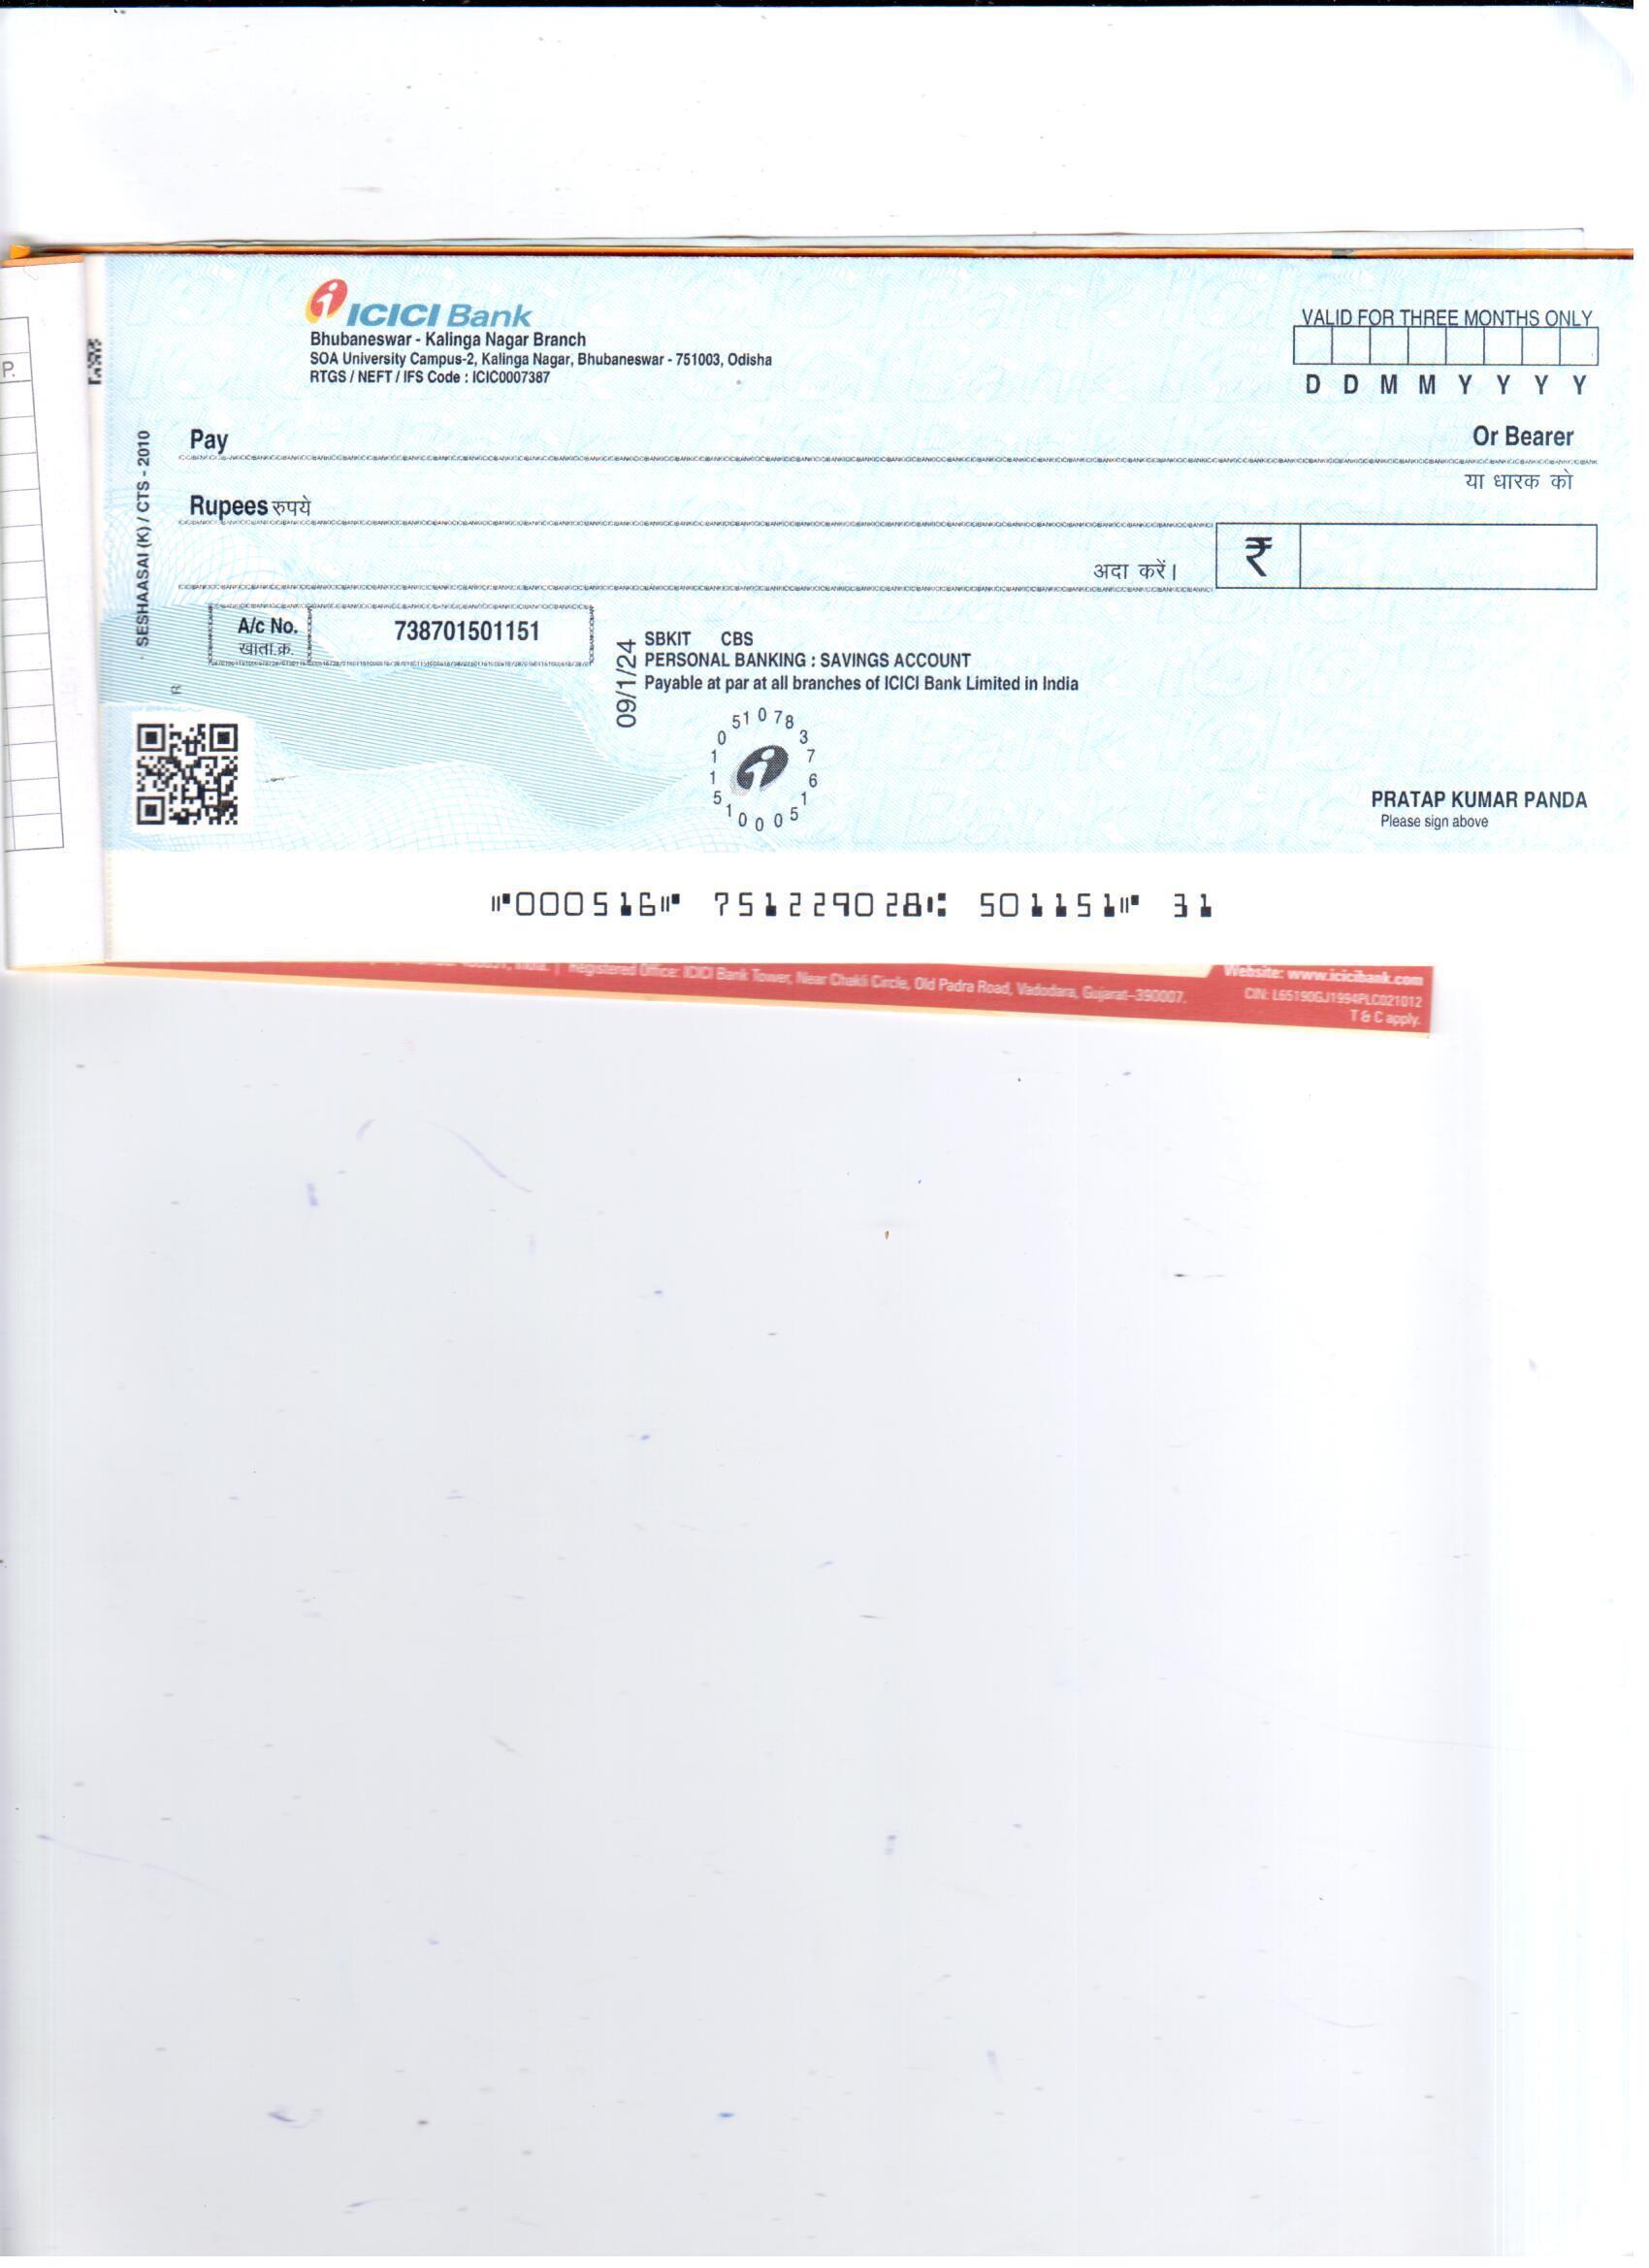 ICICI Bank
Bhubaneswar - Kalinga Nagar Branch
SOA University Campus-2, Kalinga Nagar, Bhubaneswar - 751003, Odisha
RTGS / NEFT / IFS Code : ICIC0007387
VALID FOR THREE MONTHS ONLY
D D M M Y Y Y Y
P.
Pay
Or Bearer
या धारक को
Rupees रुपये
अदा करें।
₹
SESHAASAI (K) / CTS - 2010
A/c No.
खाता क्र.
738701501151
09/1/24
SBKIT CBS
PERSONAL BANKING : SAVINGS ACCOUNT
Payable at par at all branches of ICICI Bank Limited in India
R
51078376150001511 0
PRATAP KUMAR PANDA
Please sign above
⑈000516⑈ 751229028⑆ 501151⑈ 31
India. | Registered Office: ICICI Bank Tower, Near Chakli Circle, Old Padra Road, Vadodara, Gujarat-390007.
Website: www.icicibank.com
CIN: L65190GJ1994PLC021012
T & C apply.